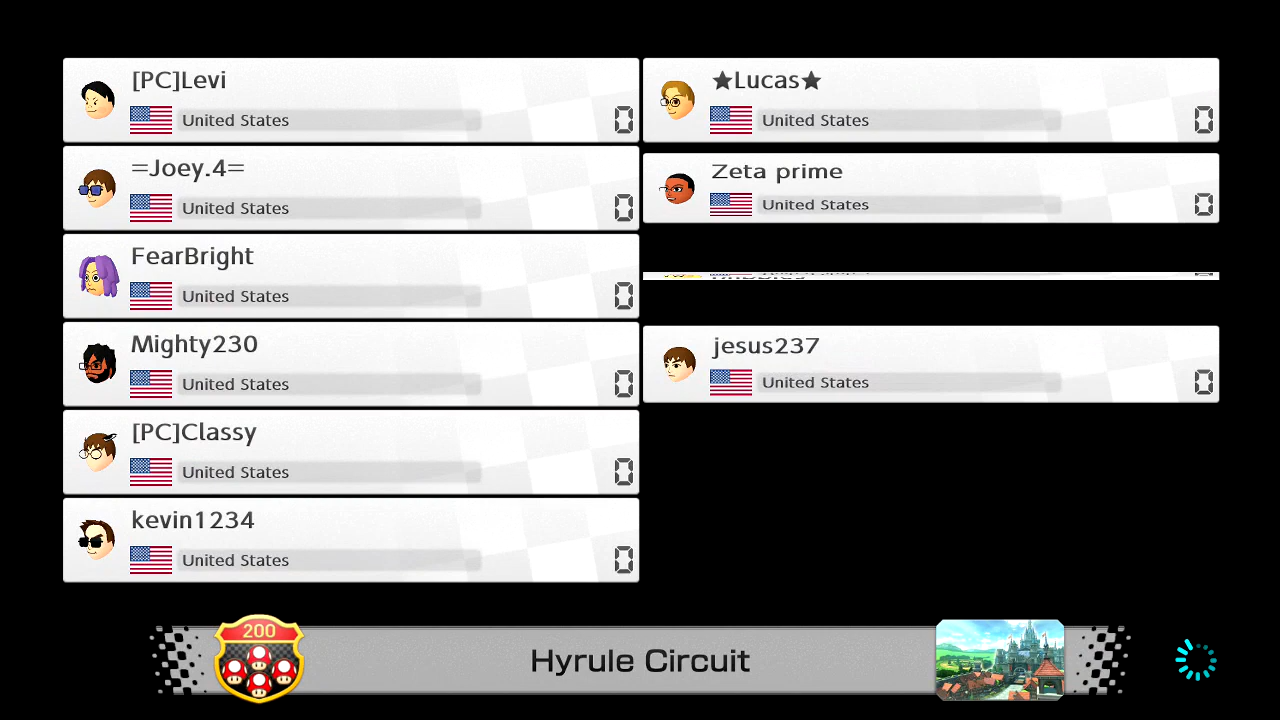 [PC]Levi
United States
0
=Joey.4=
United States
0
FearBright
United States
0
Mighty230
United States
0
[PC]Classy
United States
0
kevin1234
United States
0
★Lucas★
United States
0
Zeta prime
United States
0
jesus237
United States
0
200
Hyrule Circuit